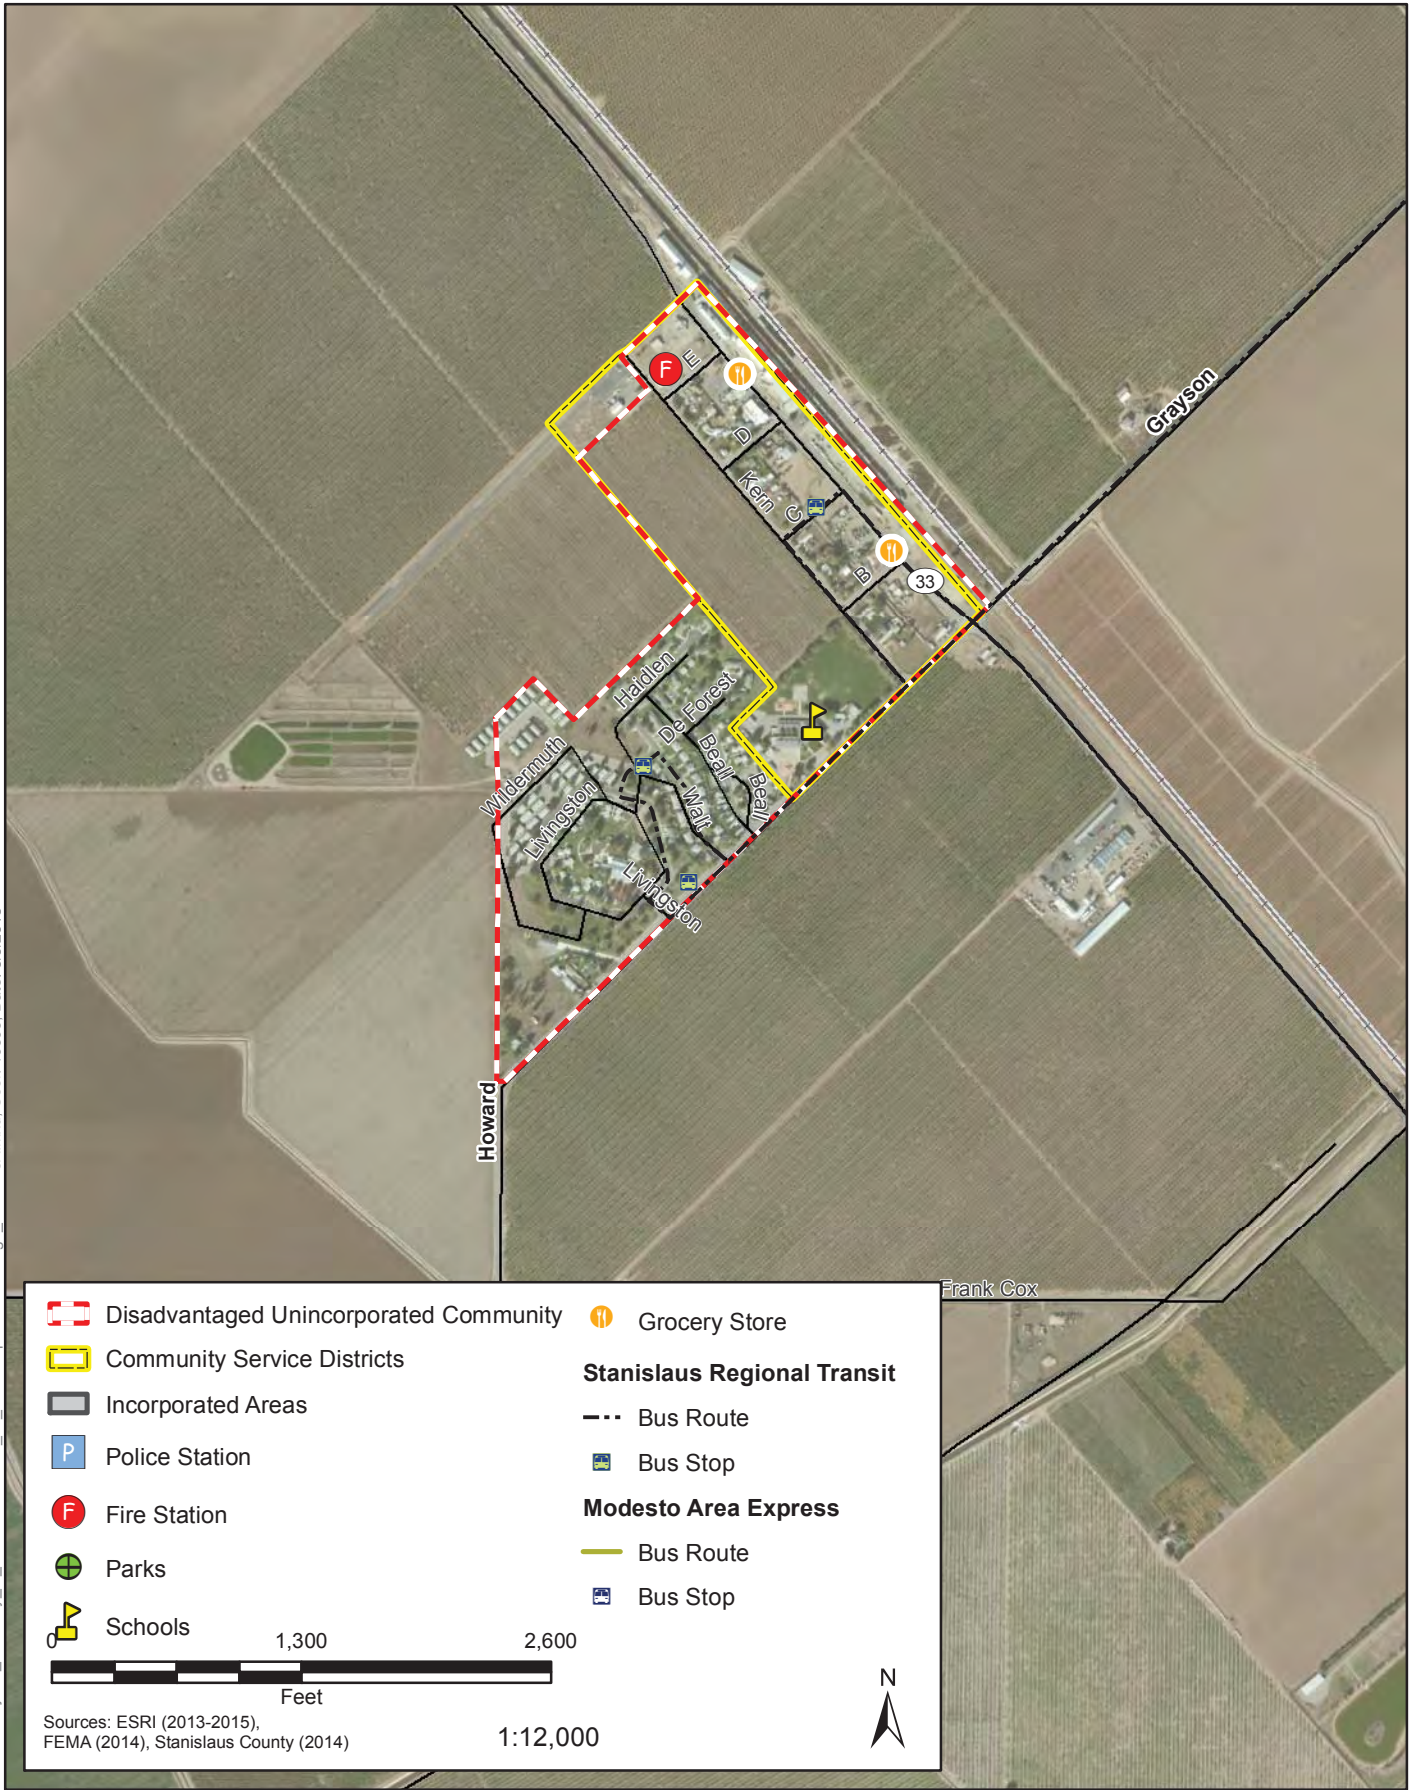 Grayson
E
F
D
Kern
C
B
33
Haidlen
De Forest
Beall
Beall
Wildermuth
Livingston
Walt
Livingston
Howard
Frank Cox
Disadvantaged Unincorporated Community
Community Service Districts
Incorporated Areas
P
Police Station
F
Fire Station
Parks
Schools
Grocery Store
Stanislaus Regional Transit
Bus Route
Bus Stop
Modesto Area Express
Bus Route
Bus Stop
0 1,300 2,600
Feet
Sources: ESRI (2013-2015),
FEMA (2014), Stanislaus County (2014)
1:12,000
N